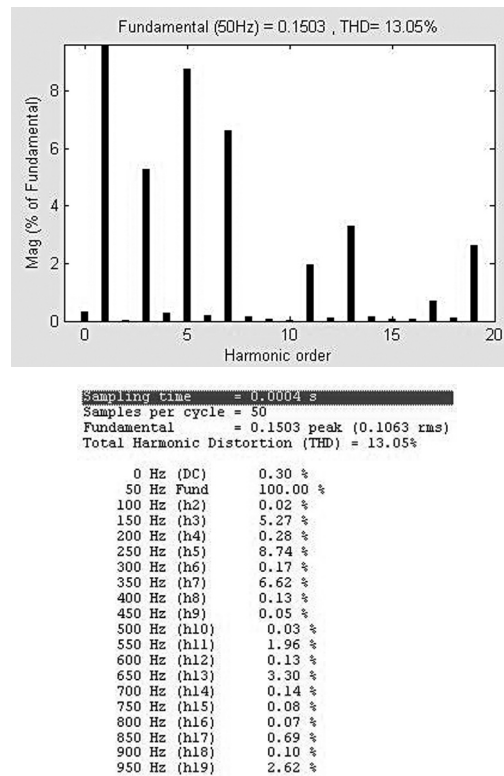 Fundamental (50Hz) = 0.1503 , THD= 13.05%
Mag (% of Fundamental)
8
6
4
2
0
0 5 10 15 20
Harmonic order
Sampling time = 0.0004 s
Samples per cycle = 50
Fundamental = 0.1503 peak (0.1063 rms)
Total Harmonic Distortion (THD) = 13.05%
0 Hz (DC) 0.30 %
50 Hz Fund 100.00 %
100 Hz (h2) 0.02 %
150 Hz (h3) 5.27 %
200 Hz (h4) 0.28 %
250 Hz (h5) 8.74 %
300 Hz (h6) 0.17 %
350 Hz (h7) 6.62 %
400 Hz (h8) 0.13 %
450 Hz (h9) 0.05 %
500 Hz (h10) 0.03 %
550 Hz (h11) 1.96 %
600 Hz (h12) 0.13 %
650 Hz (h13) 3.30 %
700 Hz (h14) 0.14 %
750 Hz (h15) 0.08 %
800 Hz (h16) 0.07 %
850 Hz (h17) 0.69 %
900 Hz (h18) 0.10 %
950 Hz (h19) 2.62 %